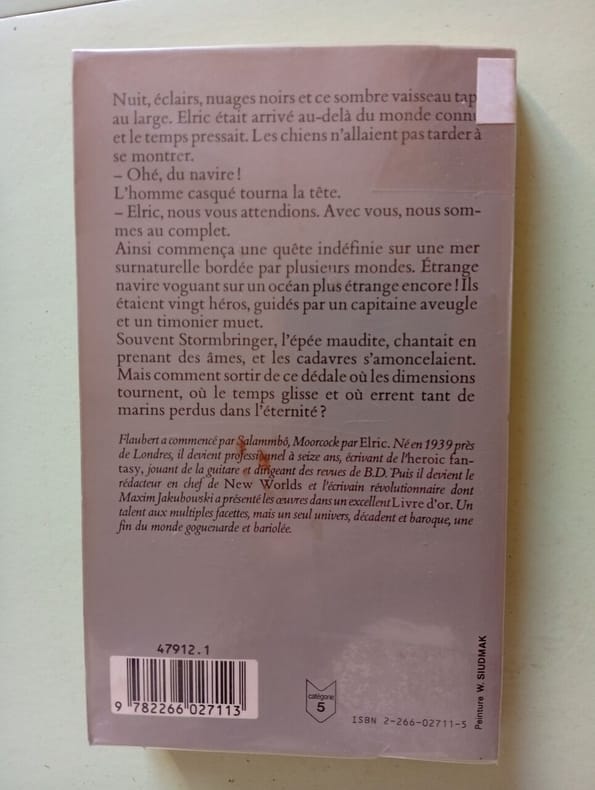 Nuit, éclairs, nuages noirs et ce sombre vaisseau tapi
au large. Elric était arrivé au-delà du monde connu
et le temps pressait. Les chiens n'allaient pas tarder à
se montrer.
– Ohé, du navire !
L'homme casqué tourna la tête.
– Elric, nous vous attendions. Avec vous, nous som-
mes au complet.
Ainsi commença une quête indéfinie sur une mer
surnaturelle bordée par plusieurs mondes. Étrange
navire voguant sur un océan plus étrange encore ! Ils
étaient vingt héros, guidés par un capitaine aveugle
et un timonier muet.
Souvent Stormbringer, l'épée maudite, chantait en
prenant des âmes, et les cadavres s'amoncelaient.
Mais comment sortir de ce dédale où les dimensions
tournent, où le temps glisse et où errent tant de
marins perdus dans l'éternité ?
Flaubert a commencé par Salammbô, Moorcock par Elric. Né en 1939 près
de Londres, il devient professionnel à seize ans, écrivant de l'heroic fan-
tasy, jouant de la guitare et dirigeant des revues de B.D. Puis il devient le
rédacteur en chef de New Worlds et l'écrivain révolutionnaire dont
Maxim Jakubowski a présenté les œuvres dans un excellent Livre d'or. Un
talent aux multiples facettes, mais un seul univers, décadent et baroque, une
fin du monde goguenarde et bariolée.
47912.1
9 782266 027113
catégorie
5
ISBN 2-266-02711-5
Peinture W. SIUDMAK